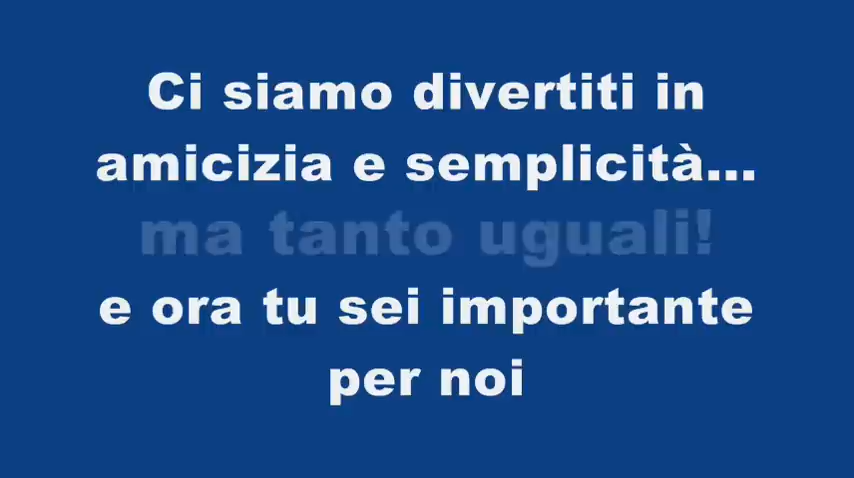 Ci siamo divertiti in
amicizia e semplicità...
ma tanto uguali!
e ora tu sei importante
per noi